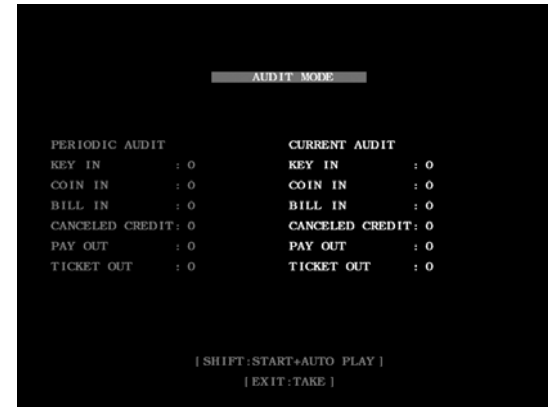 AUDIT MODE
PERIODIC AUDIT
KEY IN : 0
COIN IN : 0
BILL IN : 0
CANCELED CREDIT: 0
PAY OUT : 0
TICKET OUT : 0
CURRENT AUDIT
KEY IN : 0
COIN IN : 0
BILL IN : 0
CANCELED CREDIT: 0
PAY OUT : 0
TICKET OUT : 0
[SHIFT:START+AUTO PLAY]
[EXIT:TAKE]